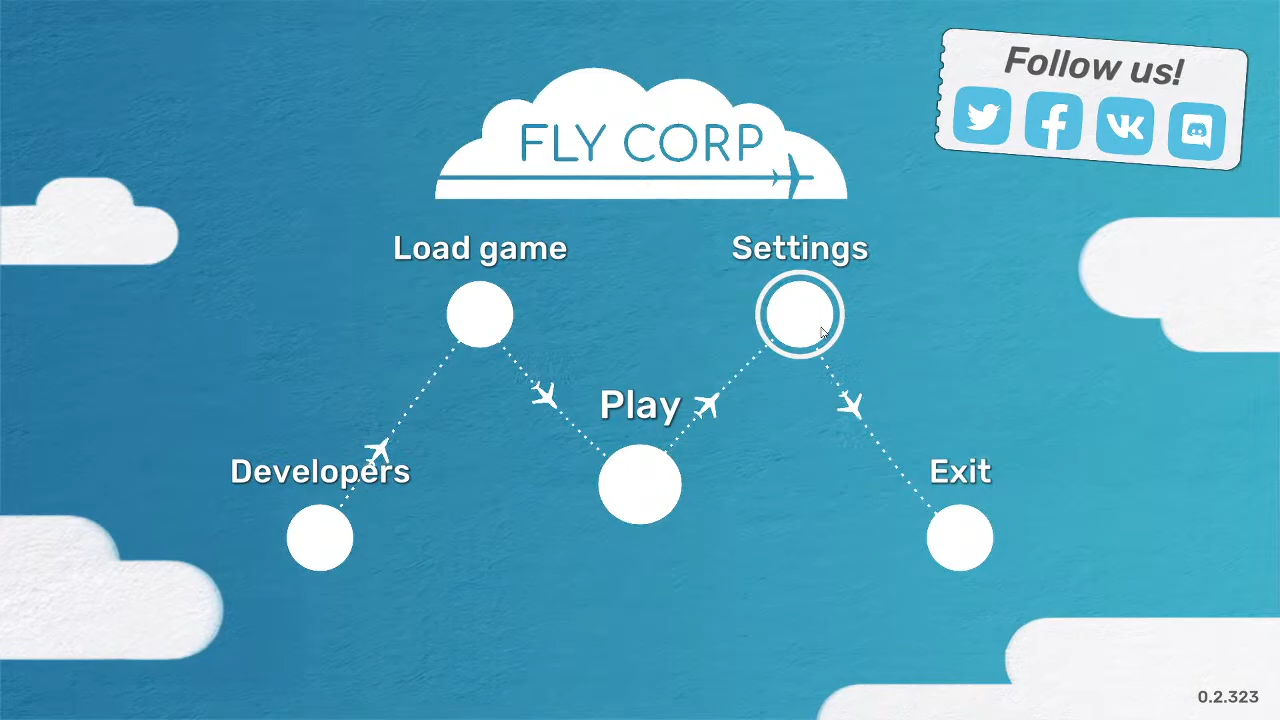 Follow us!
FLY CORP
Load game
Settings
Play
Developers
Exit
0.2.323